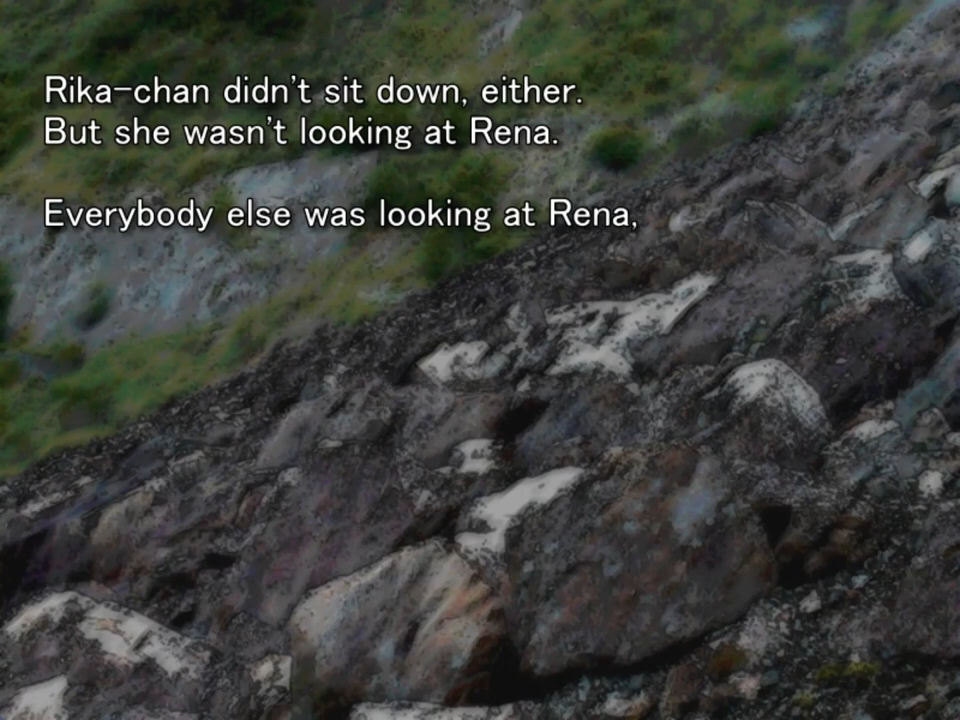 Rika-chan didn't sit down, either.
But she wasn't looking at Rena.
Everybody else was looking at Rena,